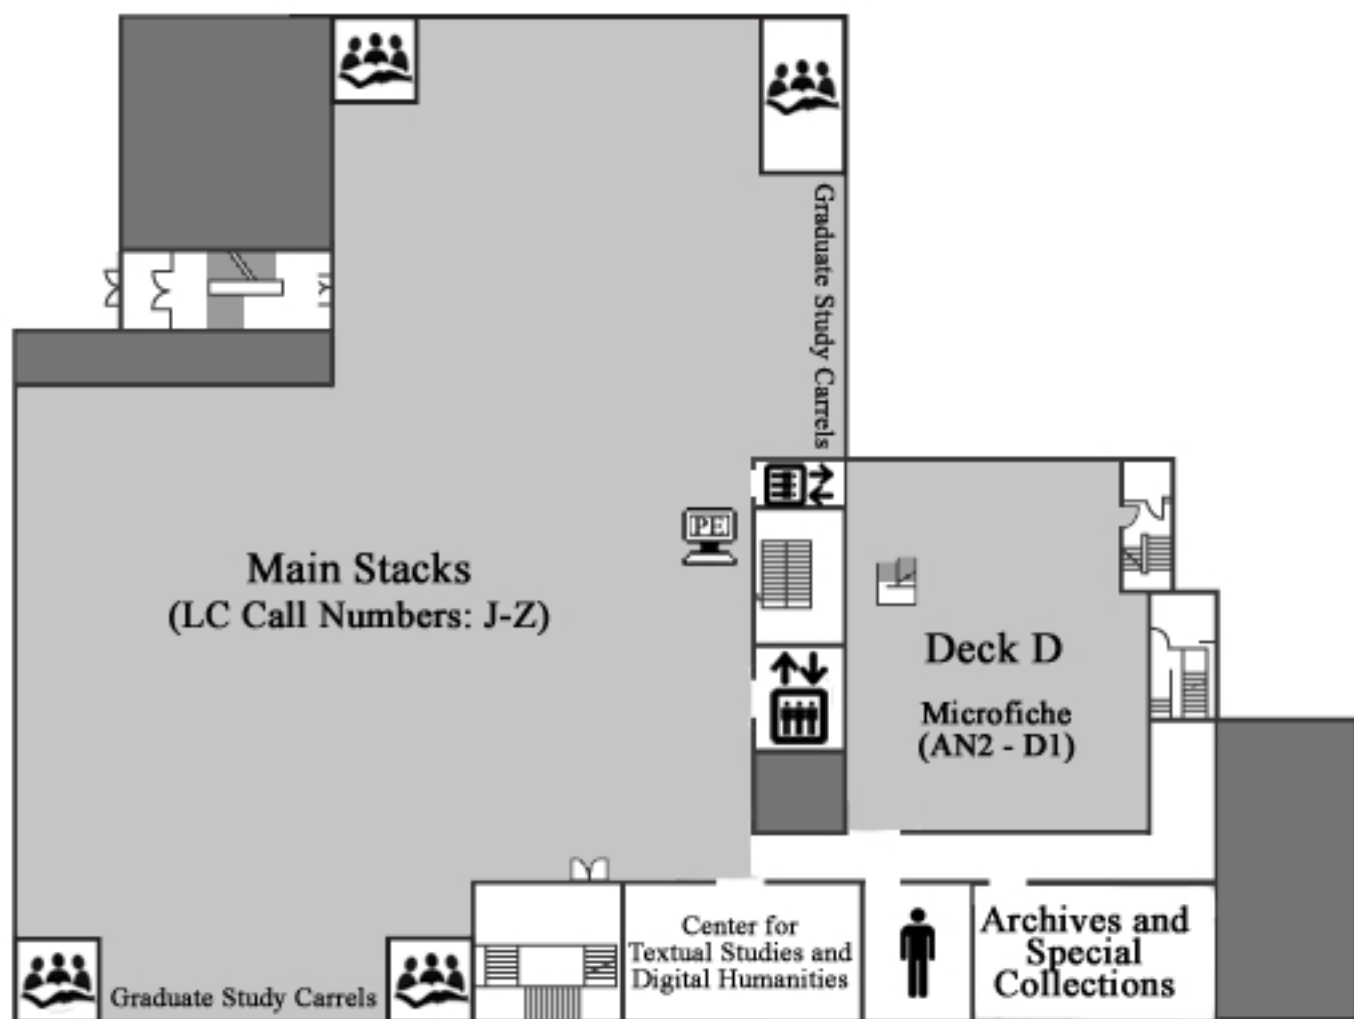 Graduate Study Carrels
PE
Main Stacks
(LC Call Numbers: J-Z)
Deck D
Microfiche
(AN2 - D1)
Center for
Textual Studies and
Digital Humanities
Archives and
Special
Collections
Graduate Study Carrels